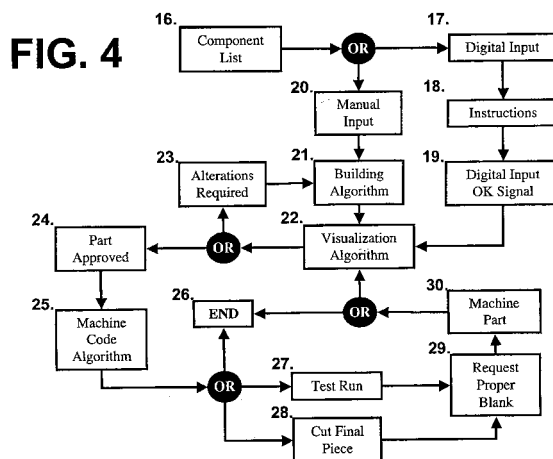 FIG. 4
16.
Component
List
OR
17.
Digital Input
18.
Instructions
19.
Digital Input
OK Signal
20.
Manual
Input
21.
Building
Algorithm
22.
Visualization
Algorithm
23.
Alterations
Required
OR
24.
Part
Approved
25.
Machine
Code
Algorithm
26.
END
OR
30.
Machine
Part
OR
27.
Test Run
28.
Cut Final
Piece
29.
Request
Proper
Blank